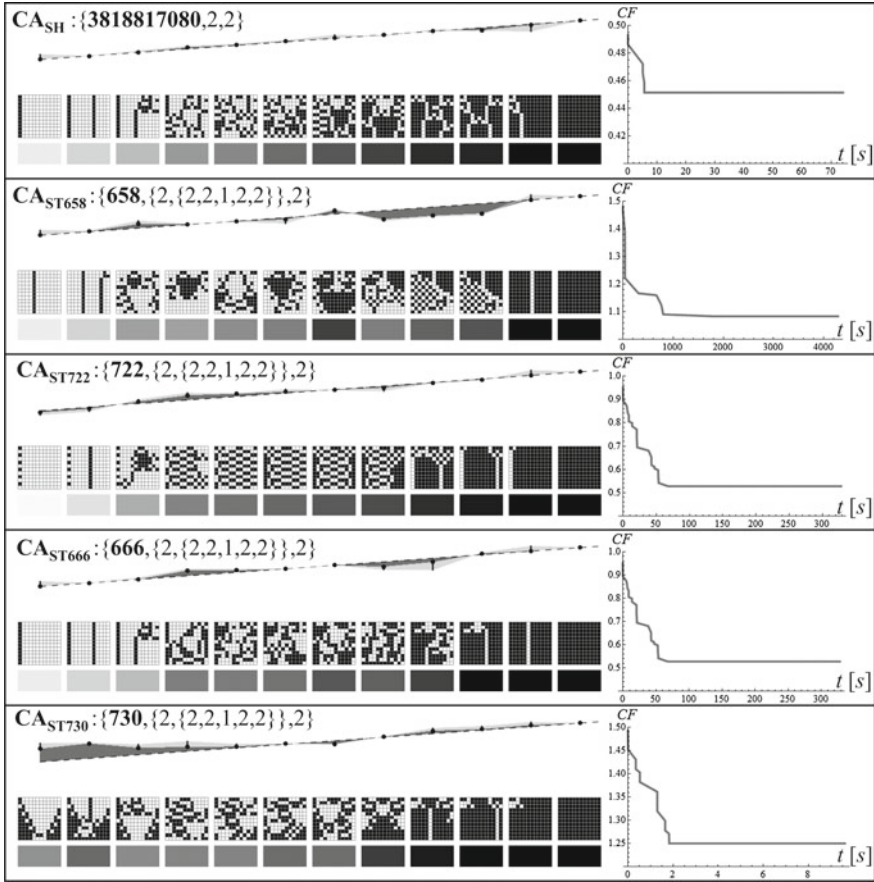 CA_SH :{3818817080,2,2}
CF
0.50
0.48
0.46
0.44
0.42
0 10 20 30 40 50 60 70
t [s]
CA_ST658 :{658,{2,{2,2,1,2,2}},2}
CF
1.5
1.4
1.3
1.2
1.1
0 1000 2000 3000 4000
t [s]
CA_ST722 :{722,{2,{2,2,1,2,2}},2}
CF
1.0
0.9
0.8
0.7
0.6
0.5
0 50 100 150 200 250 300
t [s]
CA_ST666 :{666,{2,{2,2,1,2,2}},2}
CF
1.0
0.9
0.8
0.7
0.6
0.5
0 50 100 150 200 250 300
t [s]
CA_ST730 :{730,{2,{2,2,1,2,2}},2}
CF
1.50
1.45
1.40
1.35
1.30
1.25
0 2 4 6 8
t [s]